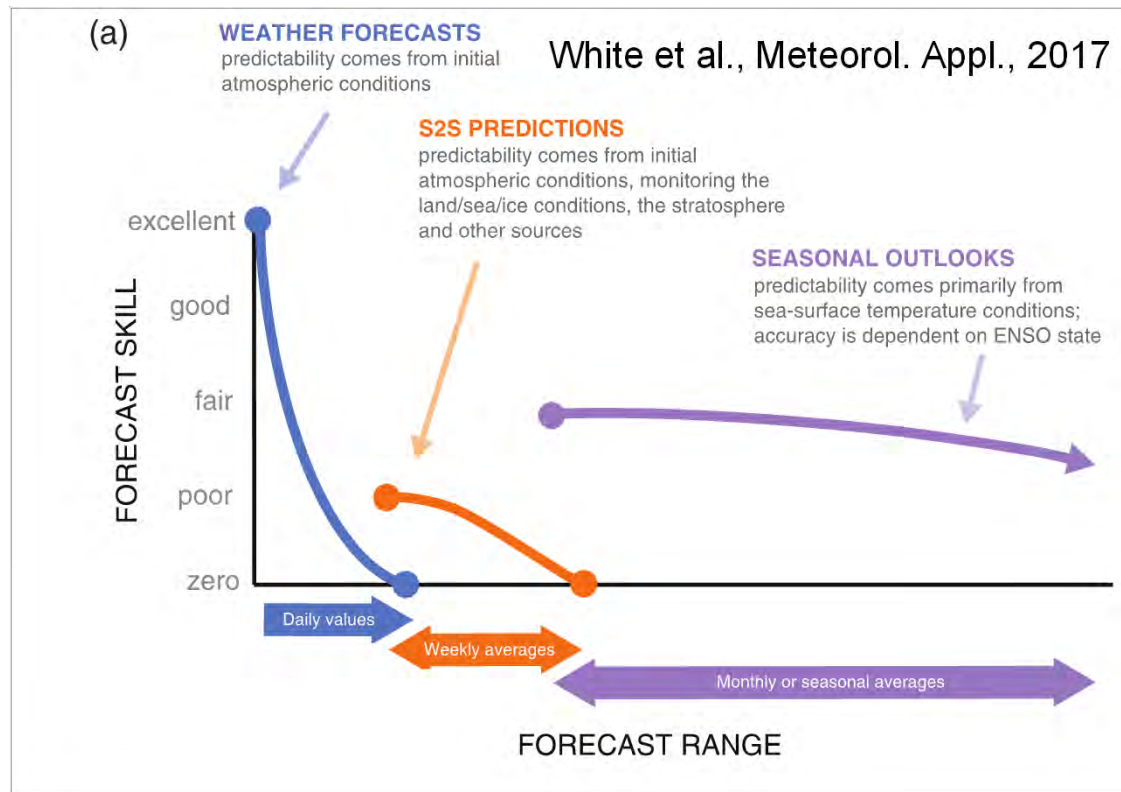 (a)
WEATHER FORECASTS
predictability comes from initial
atmospheric conditions
White et al., Meteorol. Appl., 2017
S2S PREDICTIONS
predictability comes from initial
atmospheric conditions, monitoring the
land/sea/ice conditions, the stratosphere
and other sources
SEASONAL OUTLOOKS
predictability comes primarily from
sea-surface temperature conditions;
accuracy is dependent on ENSO state
FORECAST SKILL
excellent
good
fair
poor
zero
Daily values
Weekly averages
Monthly or seasonal averages
FORECAST RANGE